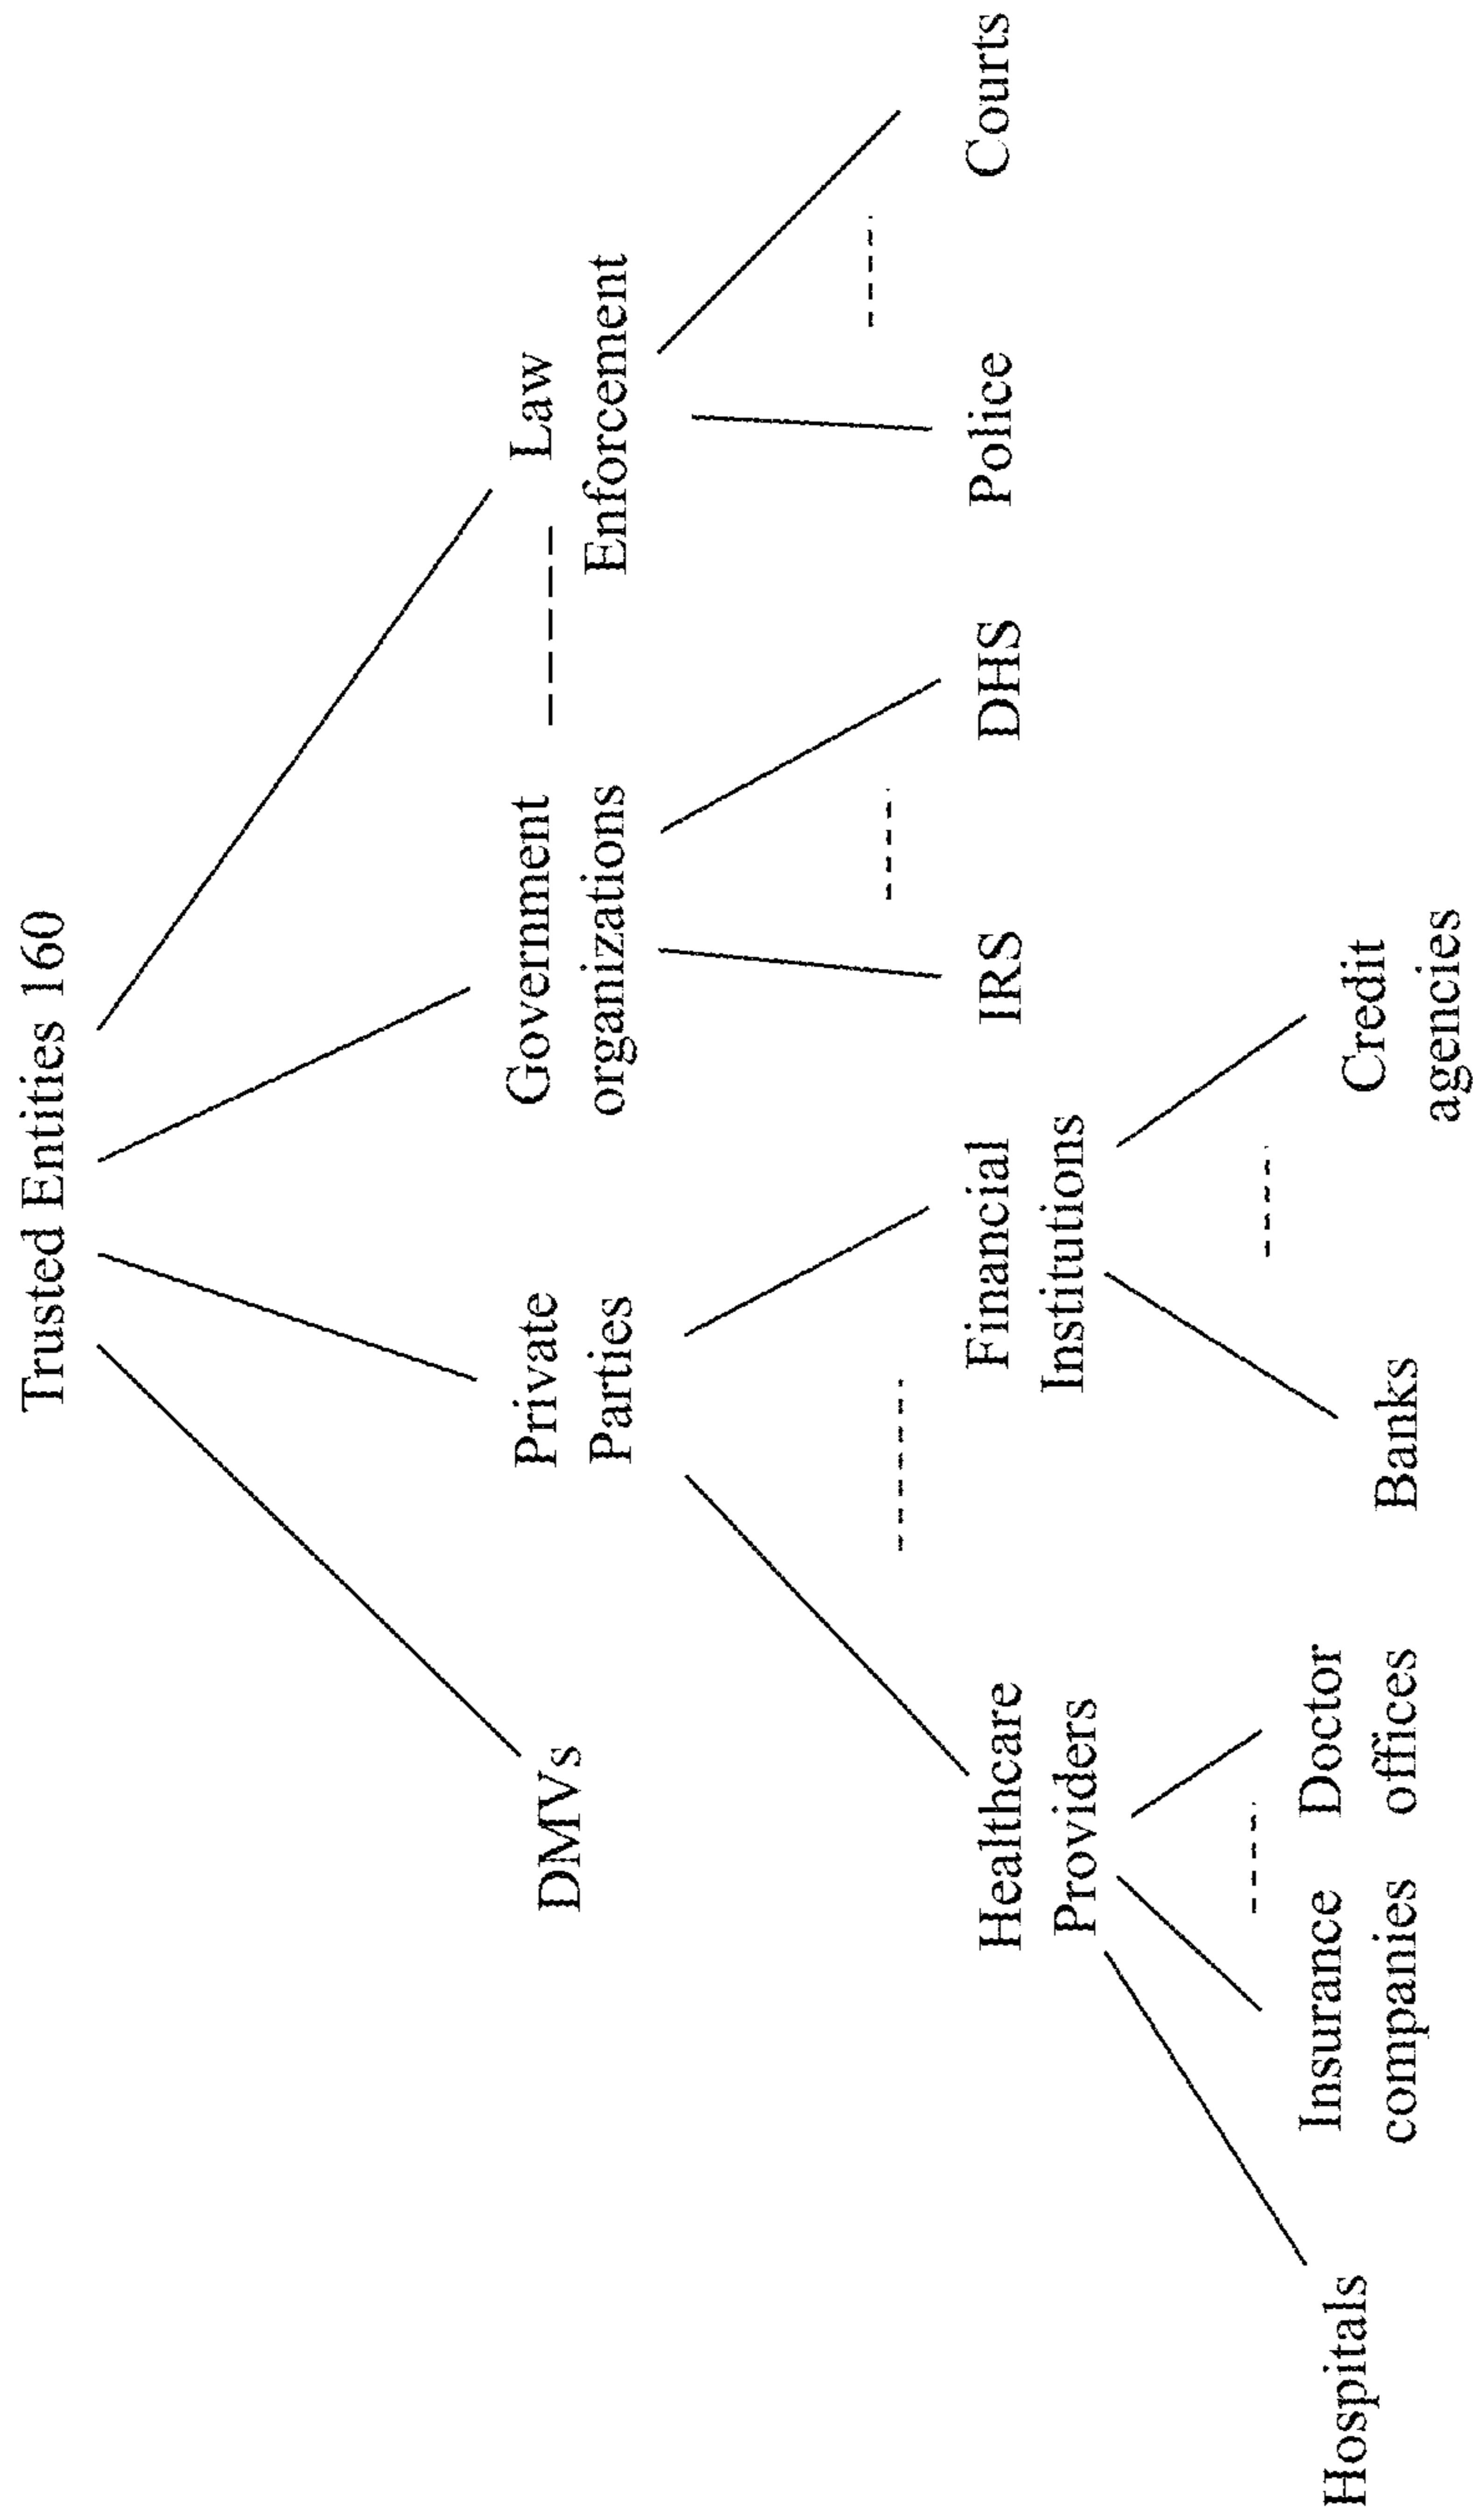 Trusted Entities 160
DMVs
Private
Parties
Government
organizations
Law
Enforcement
Healthcare
Providers
Financial
Institutions
IRS
DHS
Police
Courts
Hospitals
Insurance
companies
Doctor
offices
Banks
Credit
agencies